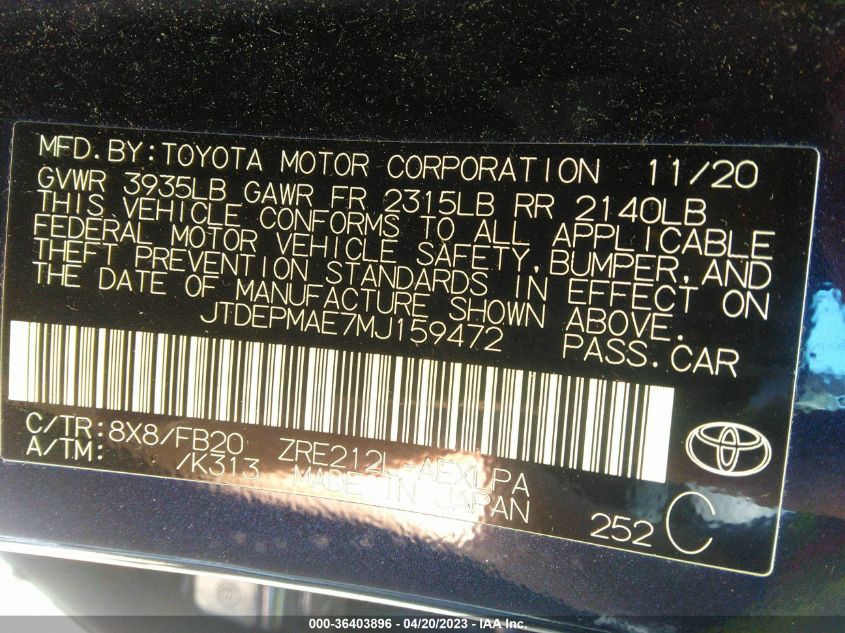 MFD.BY:TOYOTA MOTOR CORPORATION 11/20
GVWR 3935LB GAWR FR 2315LB RR 2140LB
THIS VEHICLE CONFORMS TO ALL APPLICABLE
FEDERAL MOTOR VEHICLE SAFETY,BUMPER,AND
THEFT PREVENTION STANDARDS IN EFFECT ON
THE DATE OF MANUFACTURE SHOWN ABOVE.
JTDEPMAE7MJ159472 PASS.CAR
C/TR:8X8/FB20 ZRE212L-AEXLPA
A/TM: /K313 MADE IN JAPAN
252 C
000-36403896 - 04/20/2023 - IAA Inc.